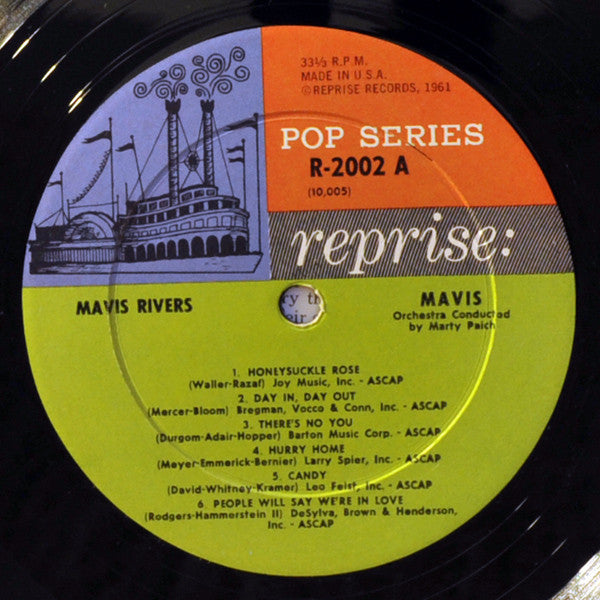 33⅓ R.P.M.
MADE IN U.S.A.
©REPRISE RECORDS, 1961
POP SERIES
R-2002 A
(10,005)
reprise:
MAVIS RIVERS
MAVIS
Orchestra Conducted
by Marty Paich
1. HONEYSUCKLE ROSE
(Waller-Razaf) Joy Music, Inc. - ASCAP
2. DAY IN, DAY OUT
(Mercer-Bloom) Bregman, Vocco & Conn, Inc. - ASCAP
3. THERE'S NO YOU
(Durgom-Adair-Hopper) Barton Music Corp. - ASCAP
4. HURRY HOME
(Meyer-Emmerick-Bernier) Larry Spier, Inc. - ASCAP
5. CANDY
(David-Whitney-Kramer) Leo Feist, Inc. - ASCAP
6. PEOPLE WILL SAY WE'RE IN LOVE
(Rodgers-Hammerstein II) DeSylva, Brown & Henderson,
Inc. - ASCAP